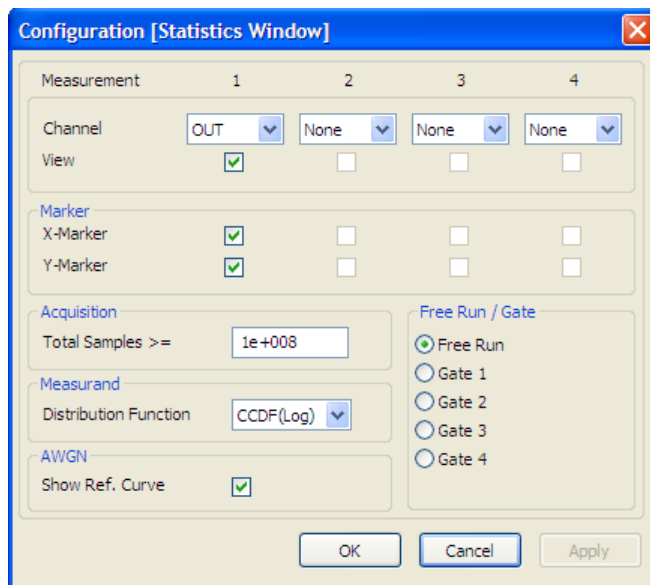 Configuration [Statistics Window]
Measurement 1 2 3 4
Channel OUT None None None
View
Marker
X-Marker
Y-Marker
Acquisition
Total Samples >= 1e+008
Measurand
Distribution Function CCDF(Log)
AWGN
Show Ref. Curve
Free Run / Gate
Free Run
Gate 1
Gate 2
Gate 3
Gate 4
OK Cancel Apply